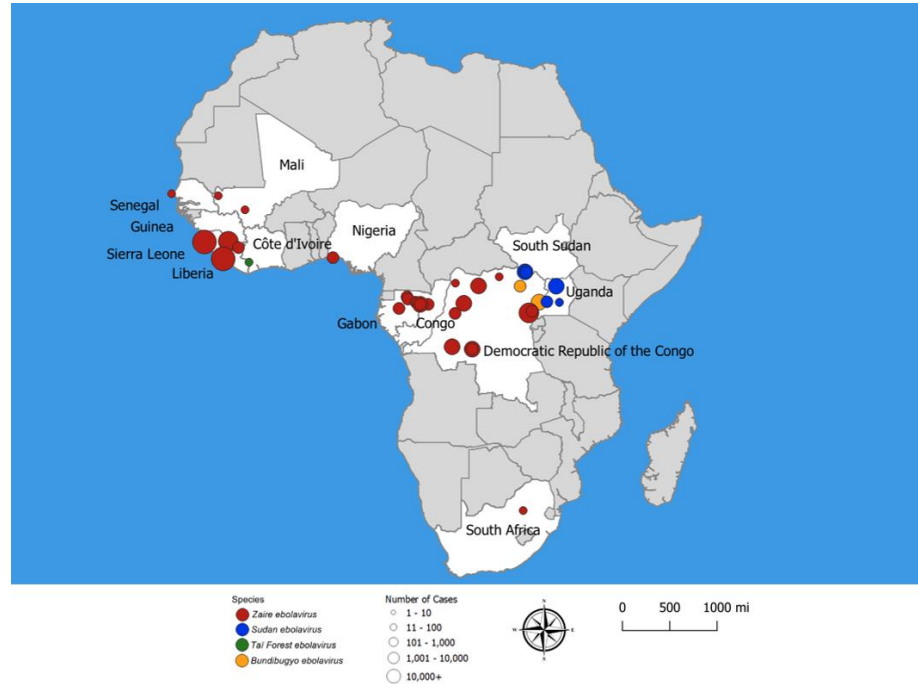 Mali
Senegal
Guinea
Sierra Leone
Liberia
Côte d'Ivoire
Nigeria
South Sudan
Uganda
Gabon
Congo
Democratic Republic of the Congo
South Africa
Species
Zaire ebolavirus
Sudan ebolavirus
Taï Forest ebolavirus
Bundibugyo ebolavirus
Number of Cases
1 - 10
11 - 100
101 - 1,000
1,001 - 10,000
10,000+
N
W
E
S
0 500 1000 mi